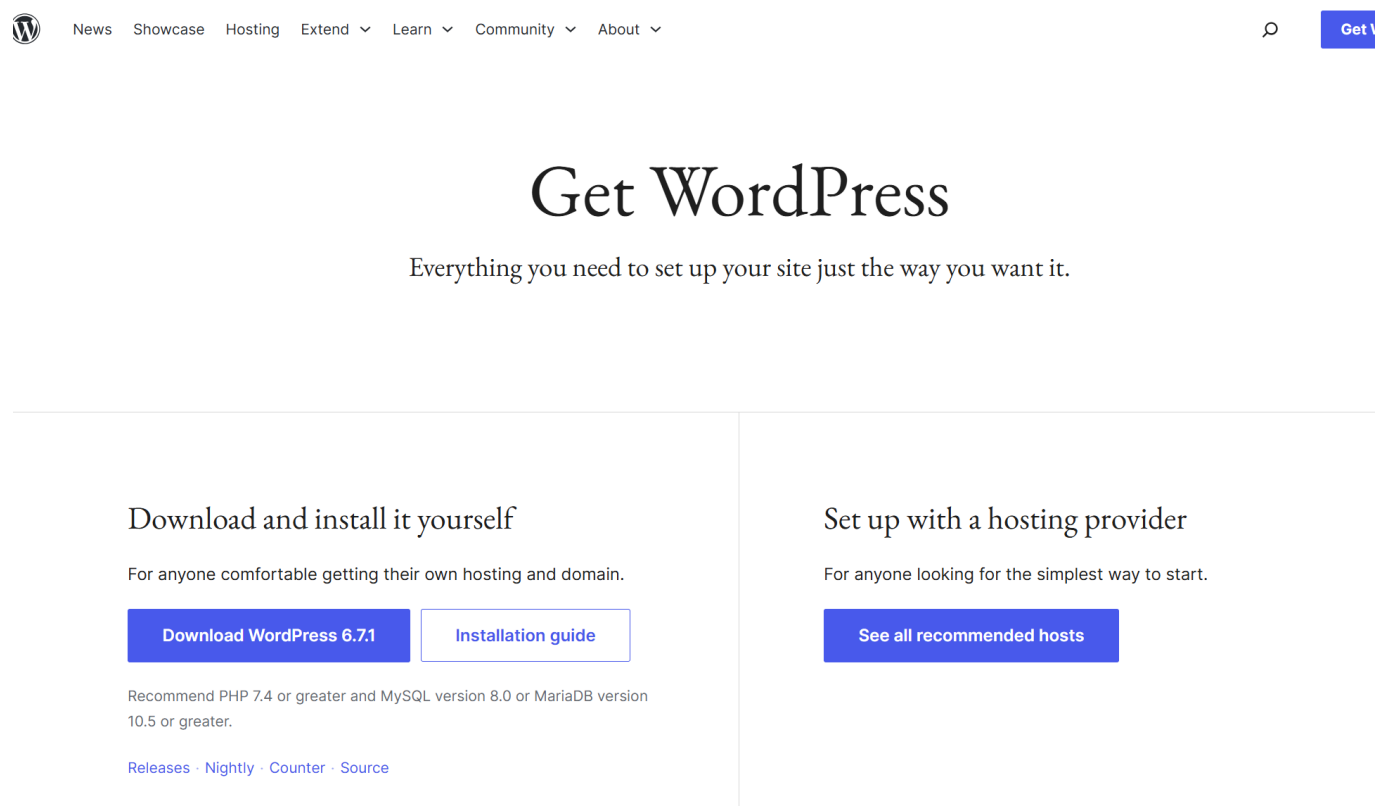 News Showcase Hosting Extend Learn Community About Get W
Get WordPress
Everything you need to set up your site just the way you want it.
Download and install it yourself
For anyone comfortable getting their own hosting and domain.
Download WordPress 6.7.1 Installation guide
Recommend PHP 7.4 or greater and MySQL version 8.0 or MariaDB version
10.5 or greater.
Releases · Nightly · Counter · Source
Set up with a hosting provider
For anyone looking for the simplest way to start.
See all recommended hosts